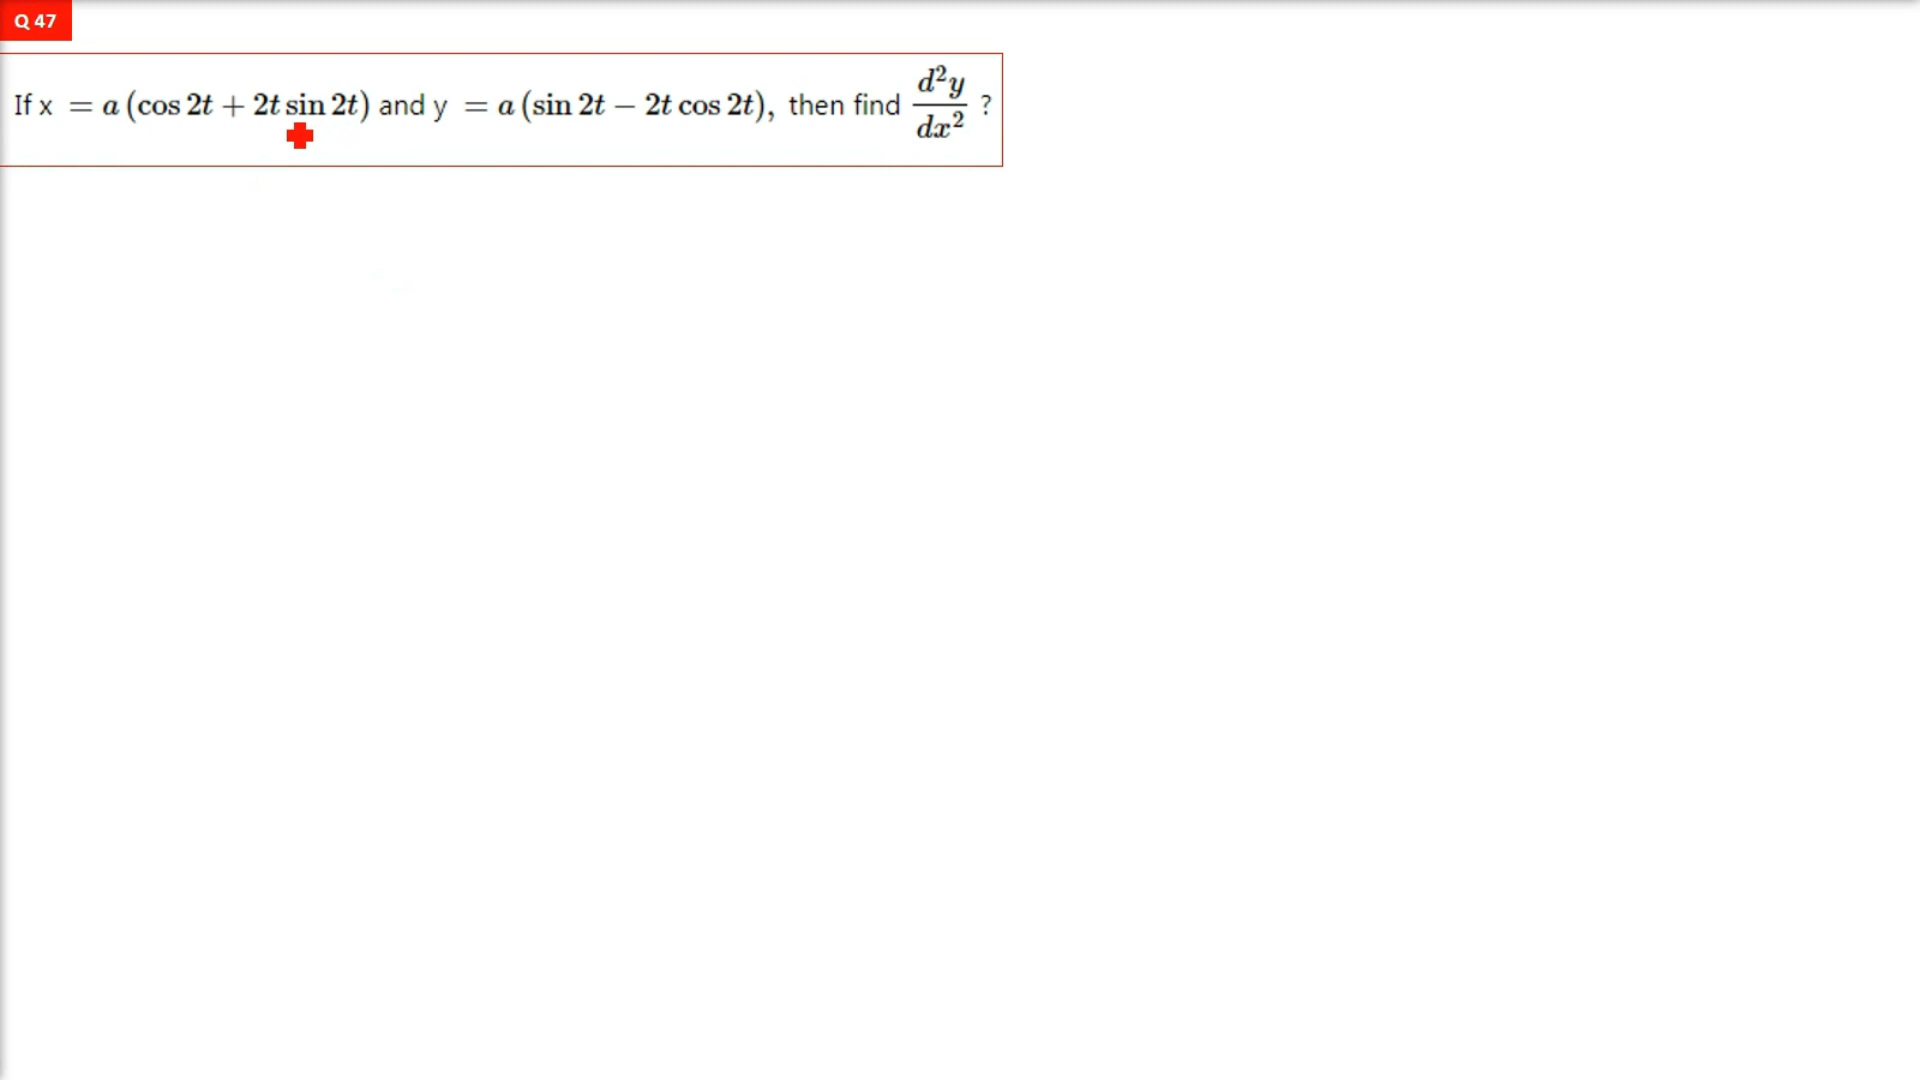 Q 47
If x = a (cos 2t + 2t sin 2t) and y = a (sin 2t − 2t cos 2t), then find d²y/dx² ?